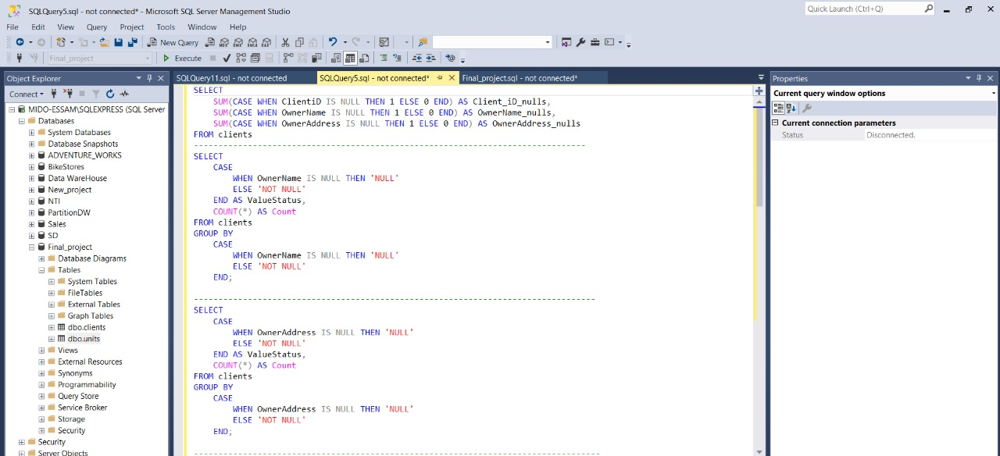 SQLQuery5.sql - not connected* - Microsoft SQL Server Management Studio
Quick Launch (Ctrl+Q)
File Edit View Query Project Tools Window Help
New Query
Final_project
Execute
Object Explorer
Connect
MIDO-ESSAM\SQLEXPRESS (SQL Server
Databases
System Databases
Database Snapshots
ADVENTURE_WORKS
BikeStores
Data WareHouse
New_project
NTI
PartitionDW
Sales
SD
Final_project
Database Diagrams
Tables
System Tables
FileTables
External Tables
Graph Tables
dbo.clients
dbo.units
Views
External Resources
Synonyms
Programmability
Query Store
Service Broker
Storage
Security
Security
Server Objects
SQLQuery11.sql - not connected
SQLQuery5.sql - not connected*
Final_project.sql - not connected*
SELECT
SUM(CASE WHEN ClientiD IS NULL THEN 1 ELSE 0 END) AS Client_iD_nulls,
SUM(CASE WHEN OwnerName IS NULL THEN 1 ELSE 0 END) AS OwnerName_nulls,
SUM(CASE WHEN OwnerAddress IS NULL THEN 1 ELSE 0 END) AS OwnerAddress_nulls
FROM clients
--------------------------------------------------------------------------------
SELECT
CASE
WHEN OwnerName IS NULL THEN 'NULL'
ELSE 'NOT NULL'
END AS ValueStatus,
COUNT(*) AS Count
FROM clients
GROUP BY
CASE
WHEN OwnerName IS NULL THEN 'NULL'
ELSE 'NOT NULL'
END;
----------------------------------------------------------------------------------
SELECT
CASE
WHEN OwnerAddress IS NULL THEN 'NULL'
ELSE 'NOT NULL'
END AS ValueStatus,
COUNT(*) AS Count
FROM clients
GROUP BY
CASE
WHEN OwnerAddress IS NULL THEN 'NULL'
ELSE 'NOT NULL'
END;
-----------------------------------------------------------------------------------
Properties
Current query window options
Current connection parameters
Status Disconnected.